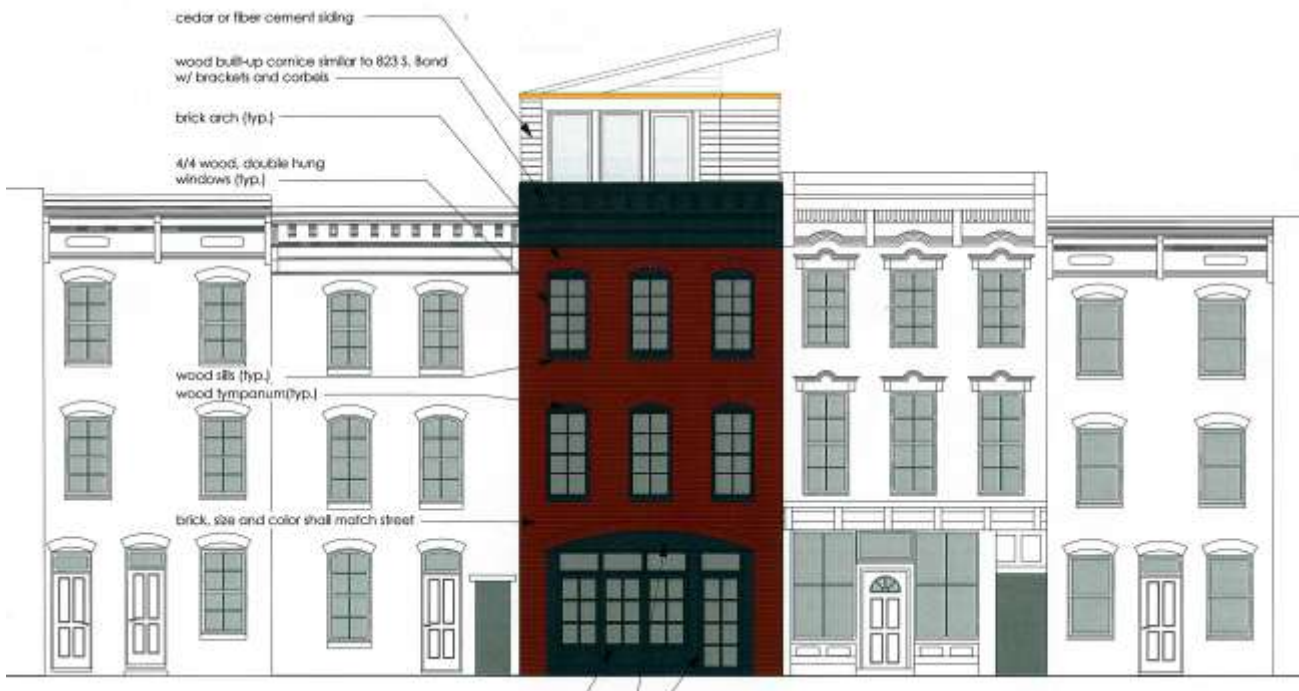 cedar or fiber cement siding
wood built-up cornice similar to 823 S. Bond
w/ brackets and corbels
brick arch (typ.)
4/4 wood, double hung
windows (typ.)
wood sills (typ.)
wood tympanum(typ.)
brick, size and color shall match street